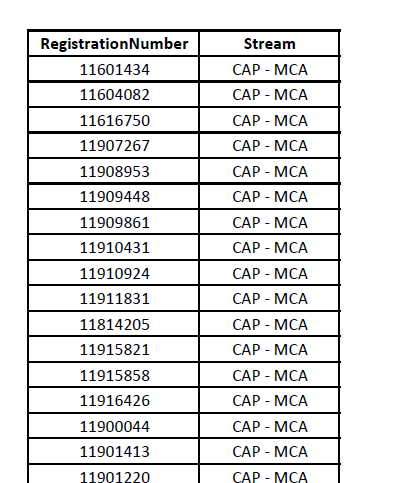 RegistrationNumber Stream
11601434 CAP - MCA
11604082 CAP - MCA
11616750 CAP - MCA
11907267 CAP - MCA
11908953 CAP - MCA
11909448 CAP - MCA
11909861 CAP - MCA
11910431 CAP - MCA
11910924 CAP - MCA
11911831 CAP - MCA
11814205 CAP - MCA
11915821 CAP - MCA
11915858 CAP - MCA
11916426 CAP - MCA
11900044 CAP - MCA
11901413 CAP - MCA
11901220 CAP - MCA